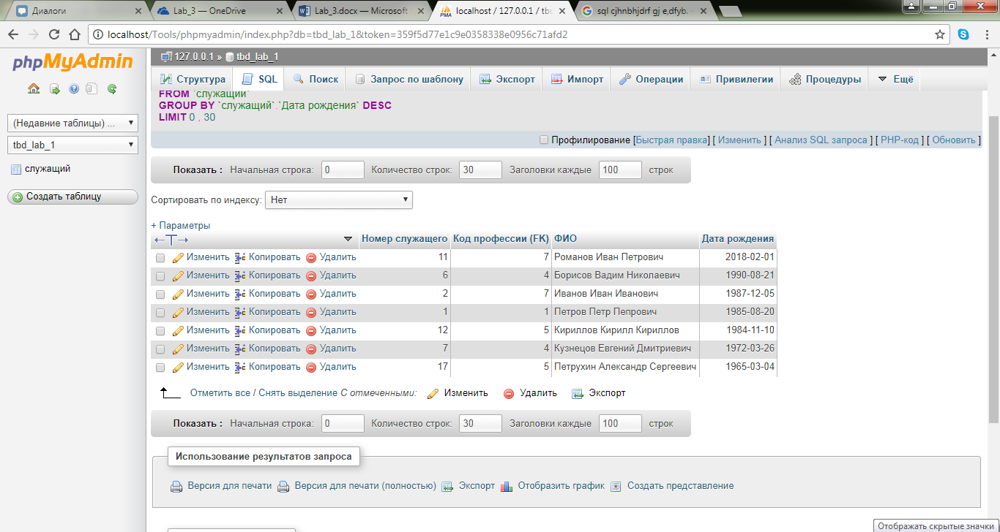 Диалоги
Lab_3 — OneDrive
Lab_3.docx — Microsoft
localhost / 127.0.0.1 / tbd
sql cjhnbhjdrf gj e,dfyb.
localhost/Tools/phpmyadmin/index.php?db=tbd_lab_1&token=359f5d77e1c9e0358338e0956c71afd2
phpMyAdmin
(Недавние таблицы) ...
tbd_lab_1
служащий
Создать таблицу
127.0.0.1 » tbd_lab_1
Структура SQL Поиск Запрос по шаблону Экспорт Импорт Операции Привилегии Процедуры Ещё
FROM `служащий`
GROUP BY `служащий`.`Дата рождения` DESC
LIMIT 0 , 30
Профилирование [Быстрая правка] [ Изменить ] [ Анализ SQL запроса ] [ PHP-код ] [ Обновить ]
Показать : Начальная строка: 0 Количество строк: 30 Заголовки каждые 100 строк
Сортировать по индексу: Нет
+ Параметры
←T→ Номер служащего Код профессии (FK) ФИО Дата рождения
Изменить Копировать Удалить 11 7 Романов Иван Петрович 2018-02-01
Изменить Копировать Удалить 6 4 Борисов Вадим Николаевич 1990-08-21
Изменить Копировать Удалить 2 7 Иванов Иван Иванович 1987-12-05
Изменить Копировать Удалить 1 1 Петров Петр Пепрович 1985-08-20
Изменить Копировать Удалить 12 5 Кириллов Кирилл Кириллов 1984-11-10
Изменить Копировать Удалить 7 4 Кузнецов Евгений Дмитриевич 1972-03-26
Изменить Копировать Удалить 17 5 Петрухин Александр Сергеевич 1965-03-04
Отметить все / Снять выделение С отмеченными: Изменить Удалить Экспорт
Показать : Начальная строка: 0 Количество строк: 30 Заголовки каждые 100 строк
Использование результатов запроса
Версия для печати Версия для печати (полностью) Экспорт Отобразить график Создать представление
Отображать скрытые значки